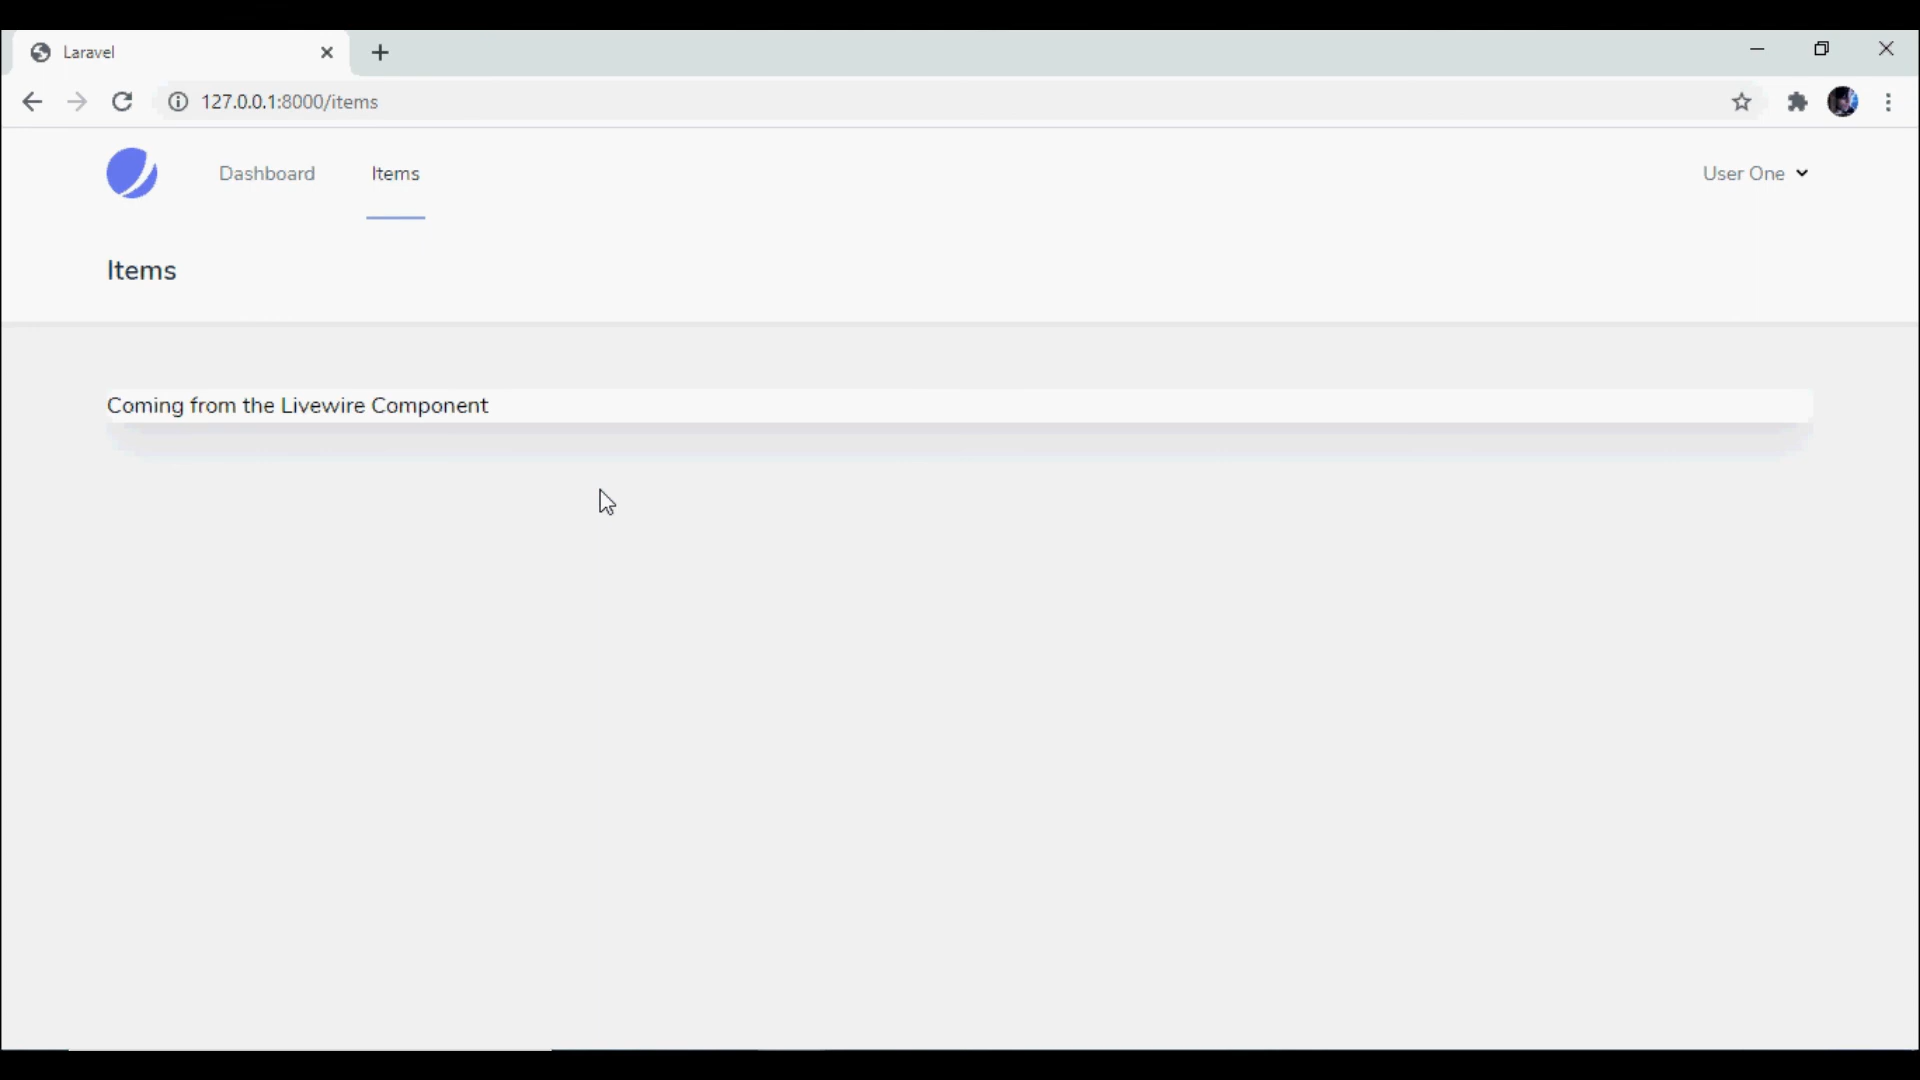 Laravel
127.0.0.1:8000/items
Dashboard
Items
User One
Items
Coming from the Livewire Component